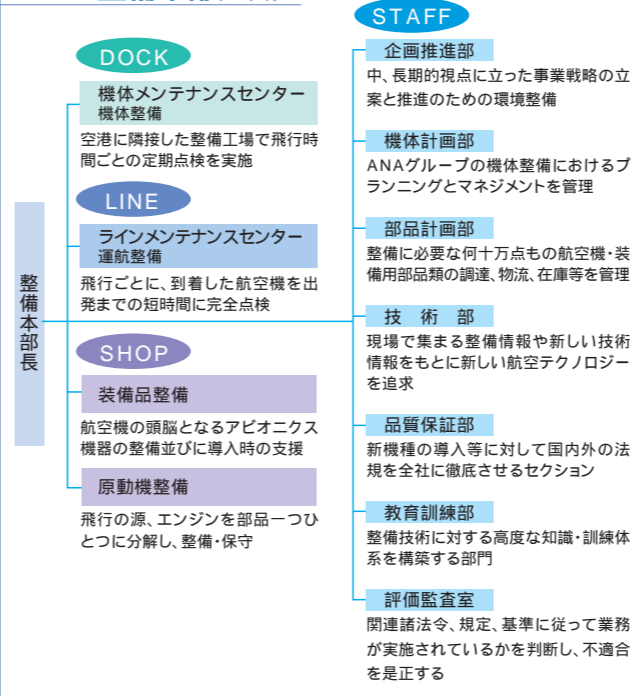 整備本部長
DOCK
機体メンテナンスセンター
機体整備
空港に隣接した整備工場で飛行時
間ごとの定期点検を実施
LINE
ラインメンテナンスセンター
運航整備
飛行ごとに、到着した航空機を出
発までの短時間に完全点検
SHOP
装備品整備
航空機の頭脳となるアビオニクス
機器の整備並びに導入時の支援
原動機整備
飛行の源、エンジンを部品一つひ
とつに分解し、整備・保守
STAFF
企画推進部
中、長期的視点に立った事業戦略の立
案と推進のための環境整備
機体計画部
ANAグループの機体整備におけるプ
ランニングとマネジメントを管理
部品計画部
整備に必要な何十万点もの航空機・装
備用部品類の調達、物流、在庫等を管理
技 術 部
現場で集まる整備情報や新しい技術
情報をもとに新しい航空テクノロジー
を追求
品質保証部
新機種の導入等に対して国内外の法
規を全社に徹底させるセクション
教育訓練部
整備技術に対する高度な知識・訓練体
系を構築する部門
評価監査室
関連諸法令、規定、基準に従って業務
が実施されているかを判断し、不適合
を是正する